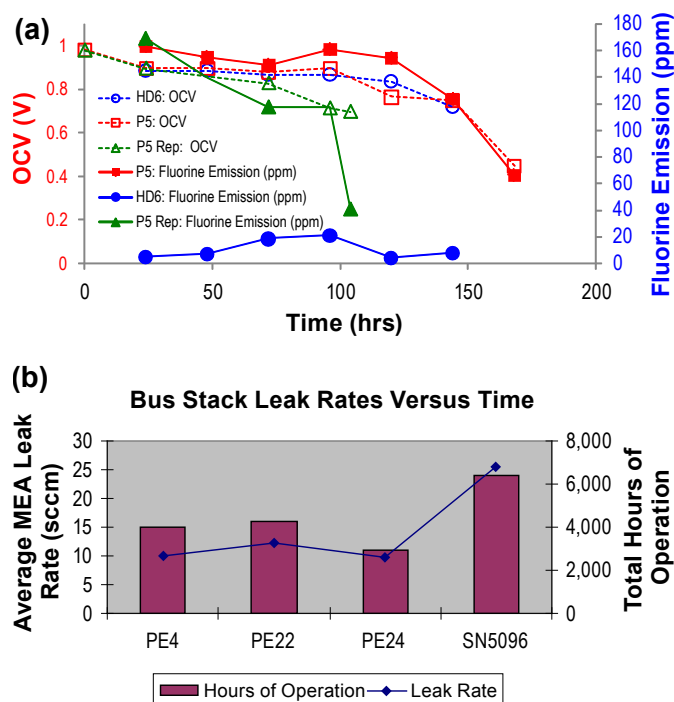 (a)
OCV (V)
1
0.8
0.6
0.4
0.2
0
HD6: OCV
P5: OCV
P5 Rep: OCV
P5: Fluorine Emission (ppm)
HD6: Fluorine Emission (ppm)
P5 Rep: Fluorine Emission (ppm)
180
160
140
120
100
80
60
40
20
0
Fluorine Emission (ppm)
0 50 100 150 200
Time (hrs)
(b)
Bus Stack Leak Rates Versus Time
Average MEA Leak
Rate (sccm)
30
25
20
15
10
5
0
8,000
6,000
4,000
2,000
0
Total Hours of
Operation
PE4 PE22 PE24 SN5096
Hours of Operation Leak Rate